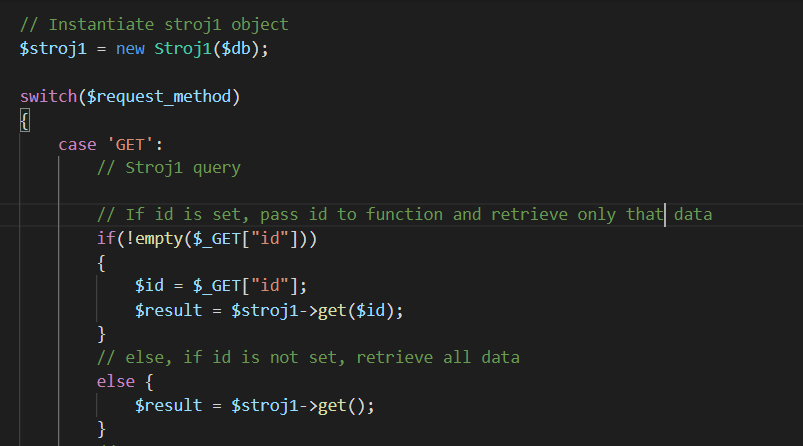 // Instantiate stroj1 object
$stroj1 = new Stroj1($db);
switch($request_method)
{
case 'GET':
// Stroj1 query
// If id is set, pass id to function and retrieve only that data
if(!empty($_GET["id"]))
{
$id = $_GET["id"];
$result = $stroj1->get($id);
}
// else, if id is not set, retrieve all data
else {
$result = $stroj1->get();
}